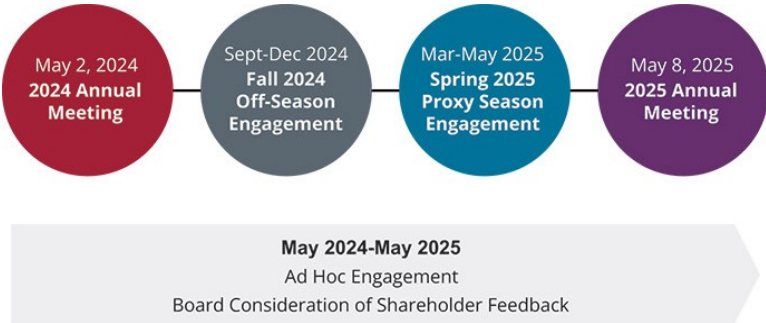 May 2, 2024
2024 Annual
Meeting
Sept-Dec 2024
Fall 2024
Off-Season
Engagement
Mar-May 2025
Spring 2025
Proxy Season
Engagement
May 8, 2025
2025 Annual
Meeting
May 2024-May 2025
Ad Hoc Engagement
Board Consideration of Shareholder Feedback